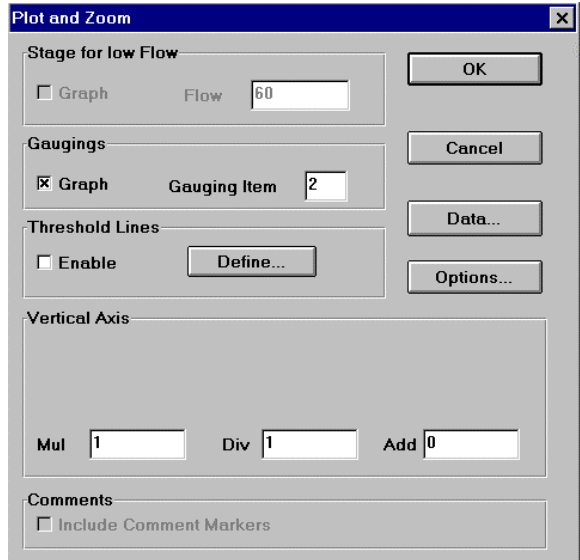 Plot and Zoom
Stage for low Flow
Graph
Flow
60
OK
Gaugings
Graph
Gauging Item
2
Cancel
Threshold Lines
Enable
Define...
Data...
Options...
Vertical Axis
Mul
1
Div
1
Add
0
Comments
Include Comment Markers